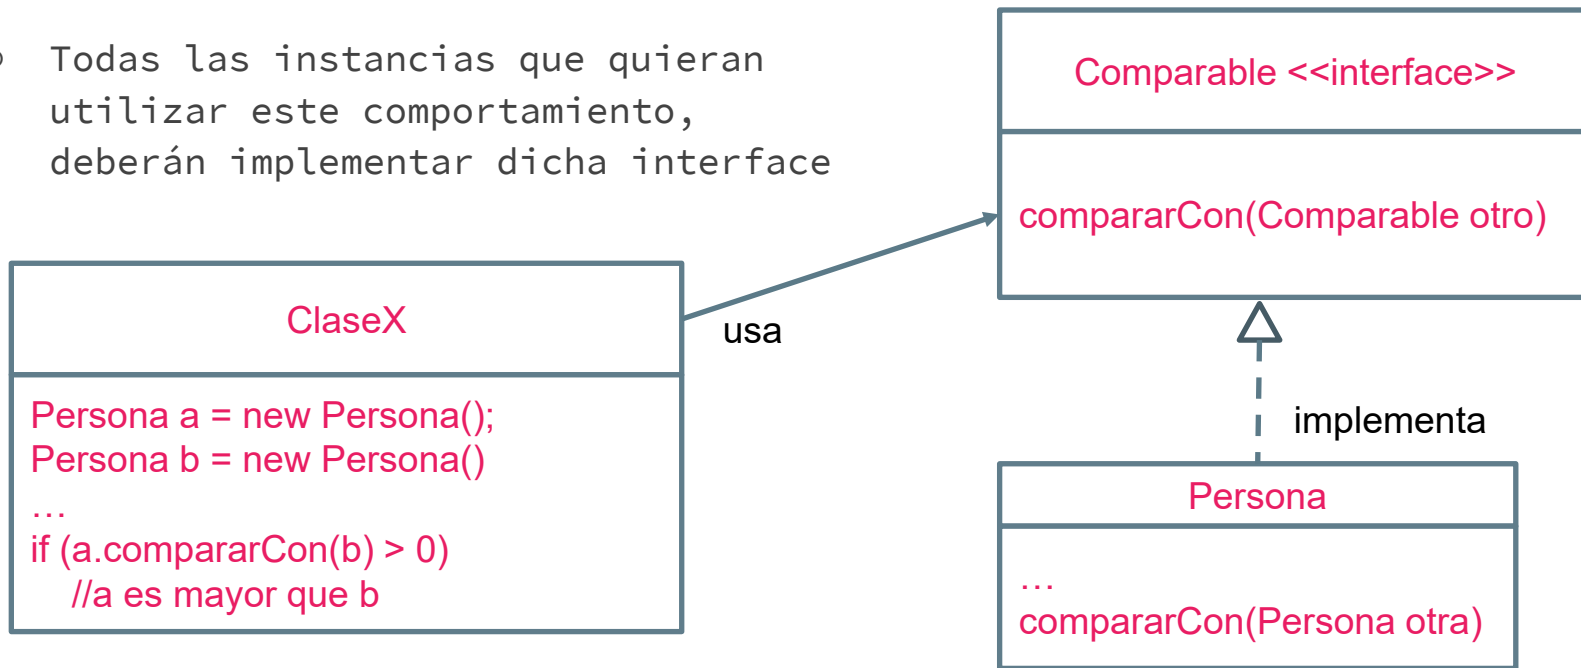 Todas las instancias que quieran
utilizar este comportamiento,
deberán implementar dicha interface
Comparable <<interface>>
compararCon(Comparable otro)
ClaseX
Persona a = new Persona();
Persona b = new Persona()
…
if (a.compararCon(b) > 0)
//a es mayor que b
usa
implementa
Persona
…
compararCon(Persona otra)